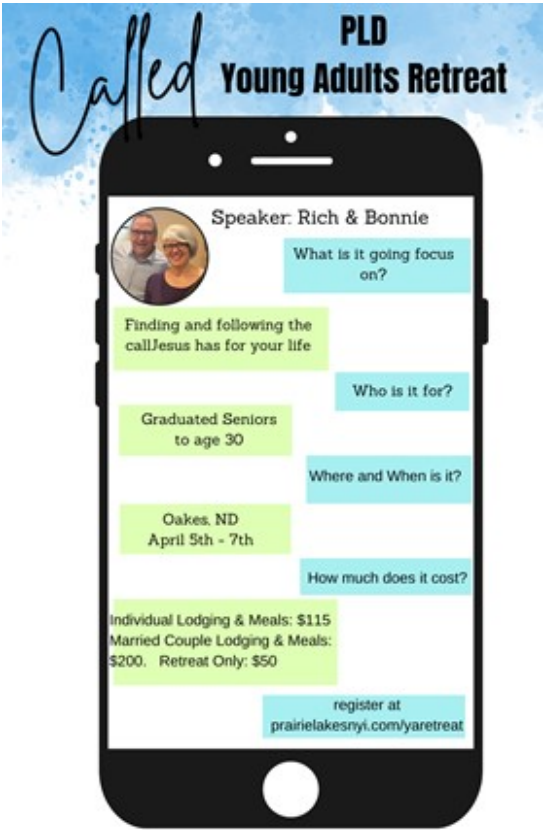 Called
PLD
Young Adults Retreat
Speaker: Rich & Bonnie
What is it going focus
on?
Finding and following the
callJesus has for your life
Who is it for?
Graduated Seniors
to age 30
Where and When is it?
Oakes, ND
April 5th - 7th
How much does it cost?
Individual Lodging & Meals: $115
Married Couple Lodging & Meals:
$200. Retreat Only: $50
register at
prairielakesnyi.com/yaretreat